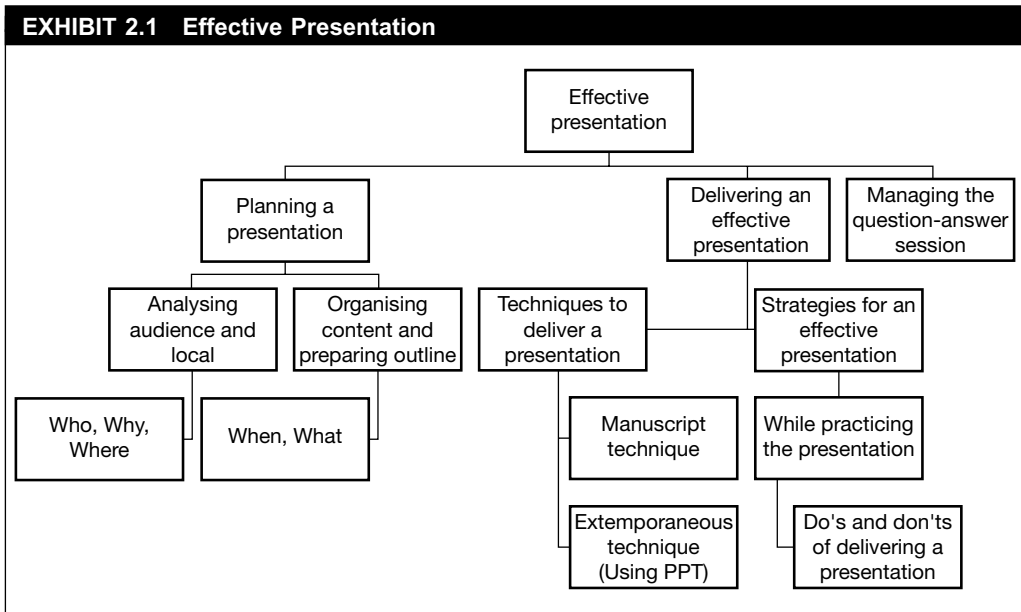 EXHIBIT 2.1 Effective Presentation
Effective
presentation
Planning a
presentation
Delivering an
effective
presentation
Managing the
question-answer
session
Analysing
audience and
local
Organising
content and
preparing outline
Techniques to
deliver a
presentation
Strategies for an
effective
presentation
Who, Why,
Where
When, What
Manuscript
technique
While practicing
the presentation
Extemporaneous
technique
(Using PPT)
Do's and don'ts
of delivering a
presentation